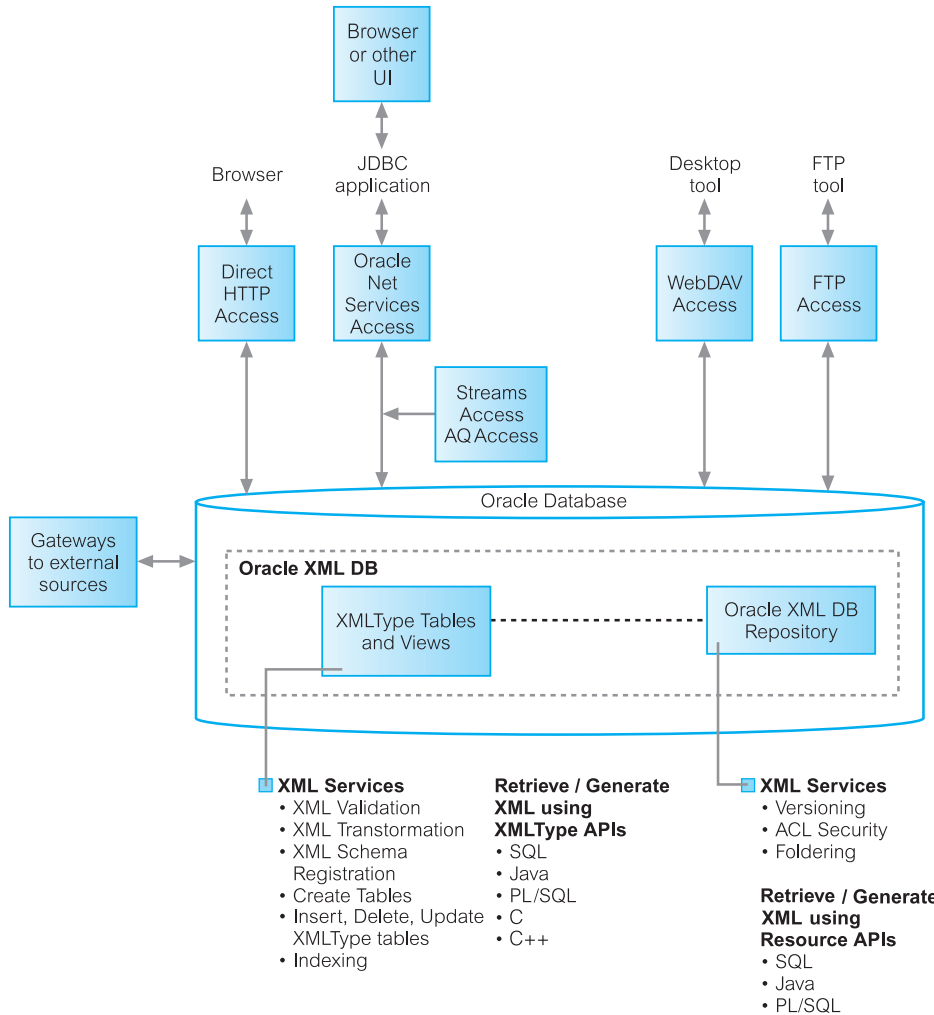 Browser
or other
UI
Browser
JDBC
application
Desktop
tool
FTP
tool
Direct
HTTP
Access
Oracle
Net
Services
Access
WebDAV
Access
FTP
Access
Streams
Access
AQ Access
Oracle Database
Gateways
to external
sources
Oracle XML DB
XMLType Tables
and Views
Oracle XML DB
Repository
XML Services
• XML Validation
• XML Transtormation
• XML Schema
Registration
• Create Tables
• Insert, Delete, Update
XMLType tables
• Indexing
Retrieve / Generate
XML using
XMLType APIs
• SQL
• Java
• PL/SQL
• C
• C++
XML Services
• Versioning
• ACL Security
• Foldering
Retrieve / Generate
XML using
Resource APIs
• SQL
• Java
• PL/SQL